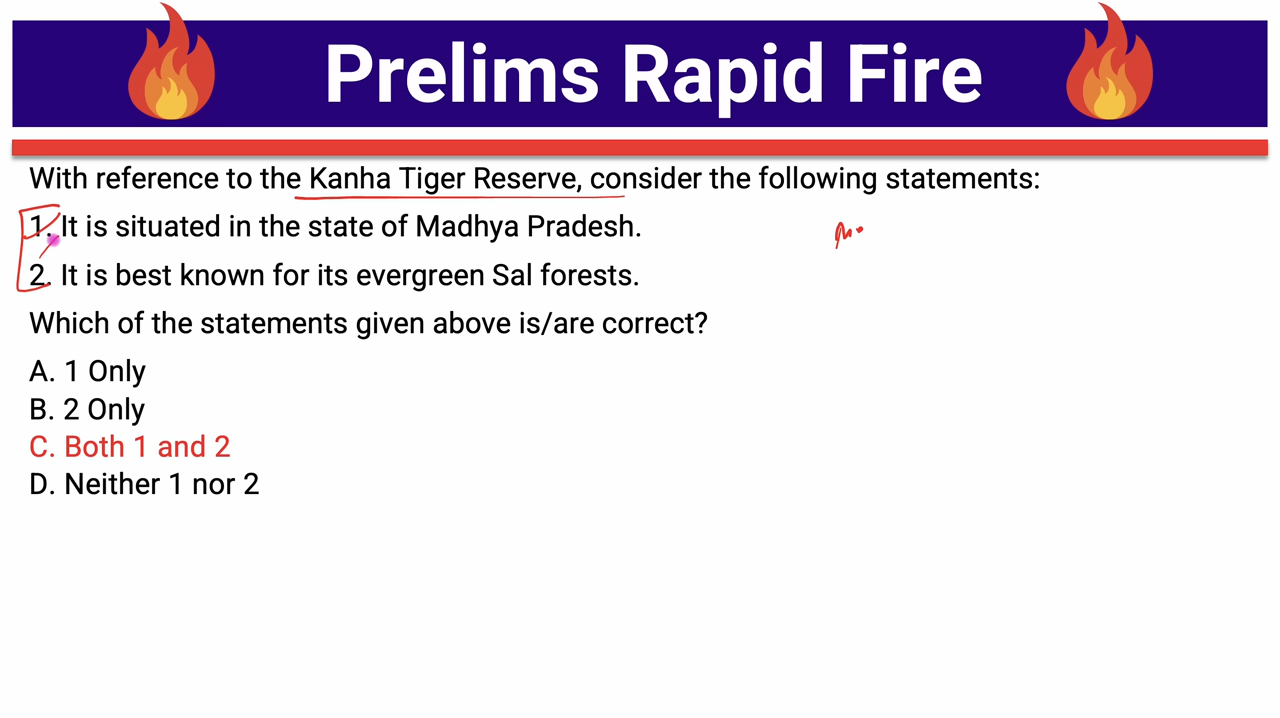 Prelims Rapid Fire
With reference to the Kanha Tiger Reserve, consider the following statements:
1. It is situated in the state of Madhya Pradesh.
2. It is best known for its evergreen Sal forests.
Which of the statements given above is/are correct?
A. 1 Only
B. 2 Only
C. Both 1 and 2
D. Neither 1 nor 2